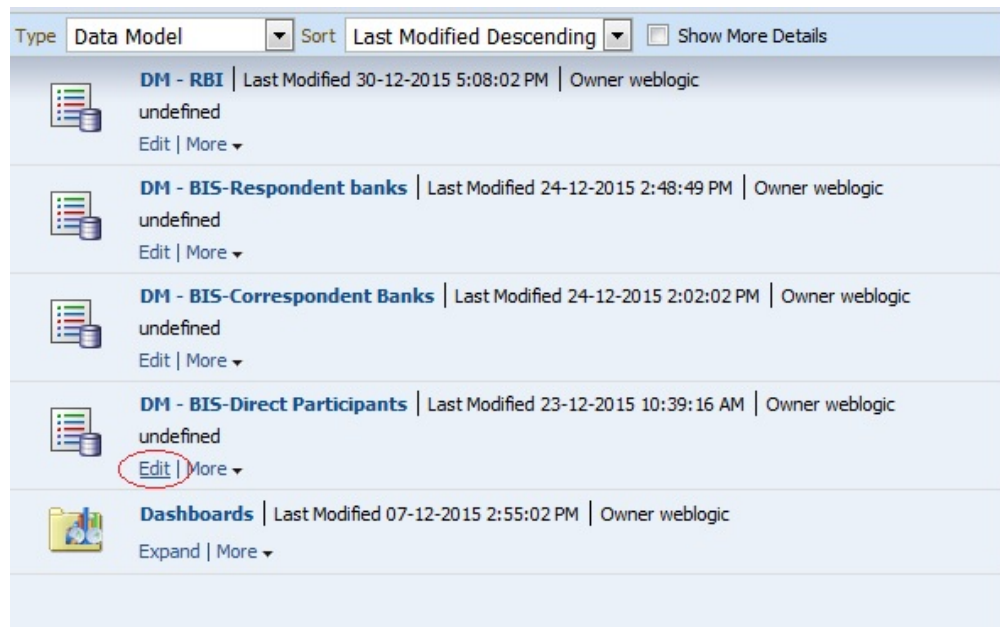 Type Data Model Sort Last Modified Descending Show More Details
DM - RBI | Last Modified 30-12-2015 5:08:02 PM | Owner weblogic
undefined
Edit | More
DM - BIS-Respondent banks | Last Modified 24-12-2015 2:48:49 PM | Owner weblogic
undefined
Edit | More
DM - BIS-Correspondent Banks | Last Modified 24-12-2015 2:02:02 PM | Owner weblogic
undefined
Edit | More
DM - BIS-Direct Participants | Last Modified 23-12-2015 10:39:16 AM | Owner weblogic
undefined
Edit | More
Dashboards | Last Modified 07-12-2015 2:55:02 PM | Owner weblogic
Expand | More